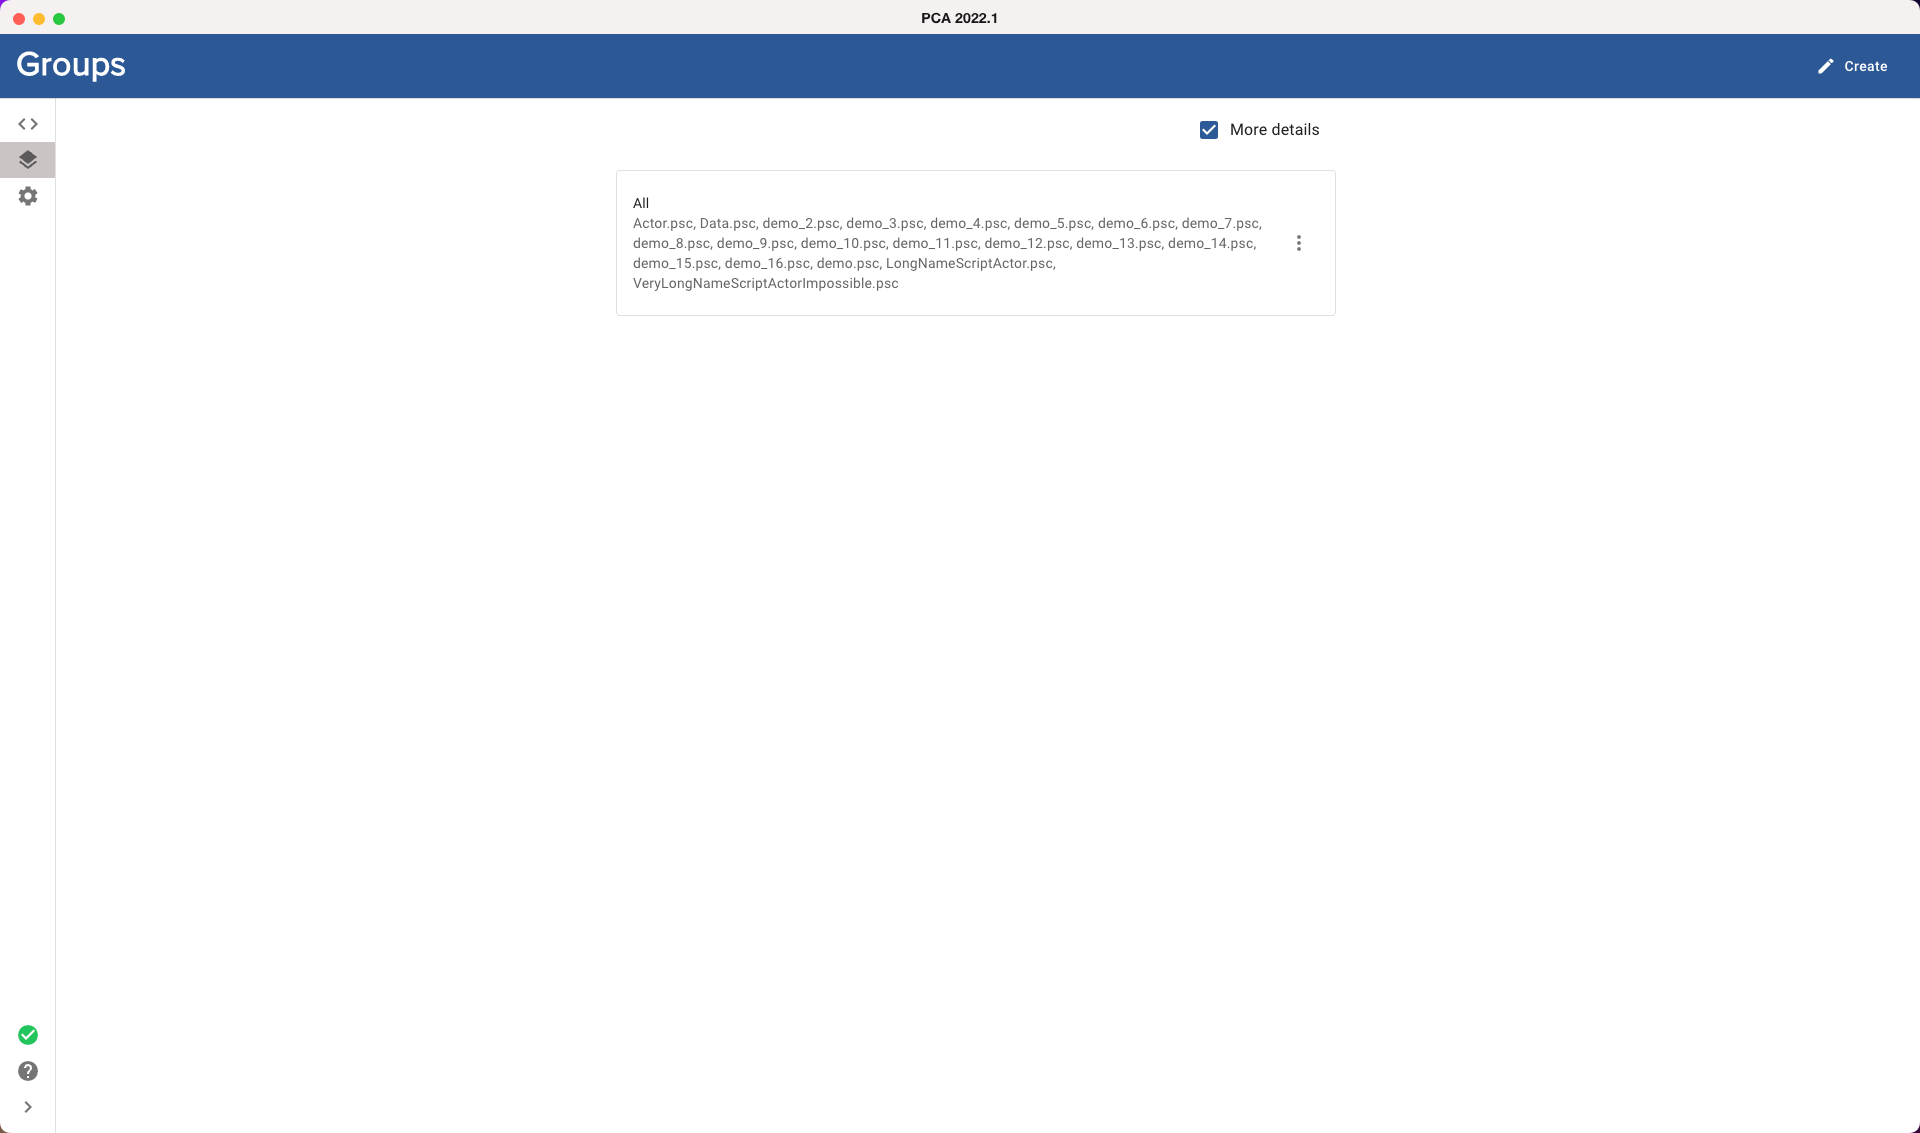 PCA 2022.1
Groups
Create
More details
All
Actor.psc, Data.psc, demo_2.psc, demo_3.psc, demo_4.psc, demo_5.psc, demo_6.psc, demo_7.psc,
demo_8.psc, demo_9.psc, demo_10.psc, demo_11.psc, demo_12.psc, demo_13.psc, demo_14.psc,
demo_15.psc, demo_16.psc, demo.psc, LongNameScriptActor.psc,
VeryLongNameScriptActorImpossible.psc